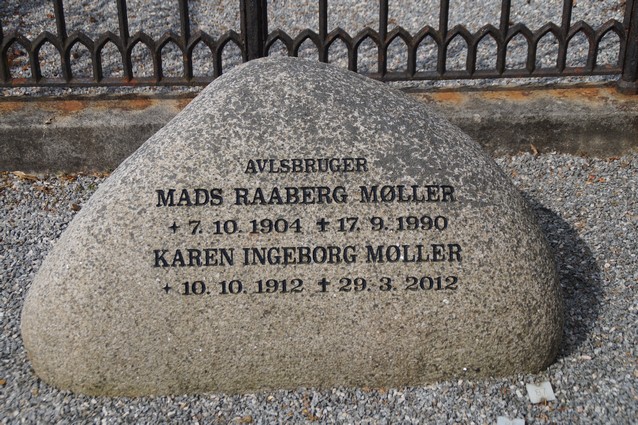 AVLSBRUGER
MADS RAABERG MØLLER
+ 7. 10. 1904 ✝ 17. 9. 1990
KAREN INGEBORG MØLLER
+ 10. 10. 1912 ✝ 29. 3. 2012